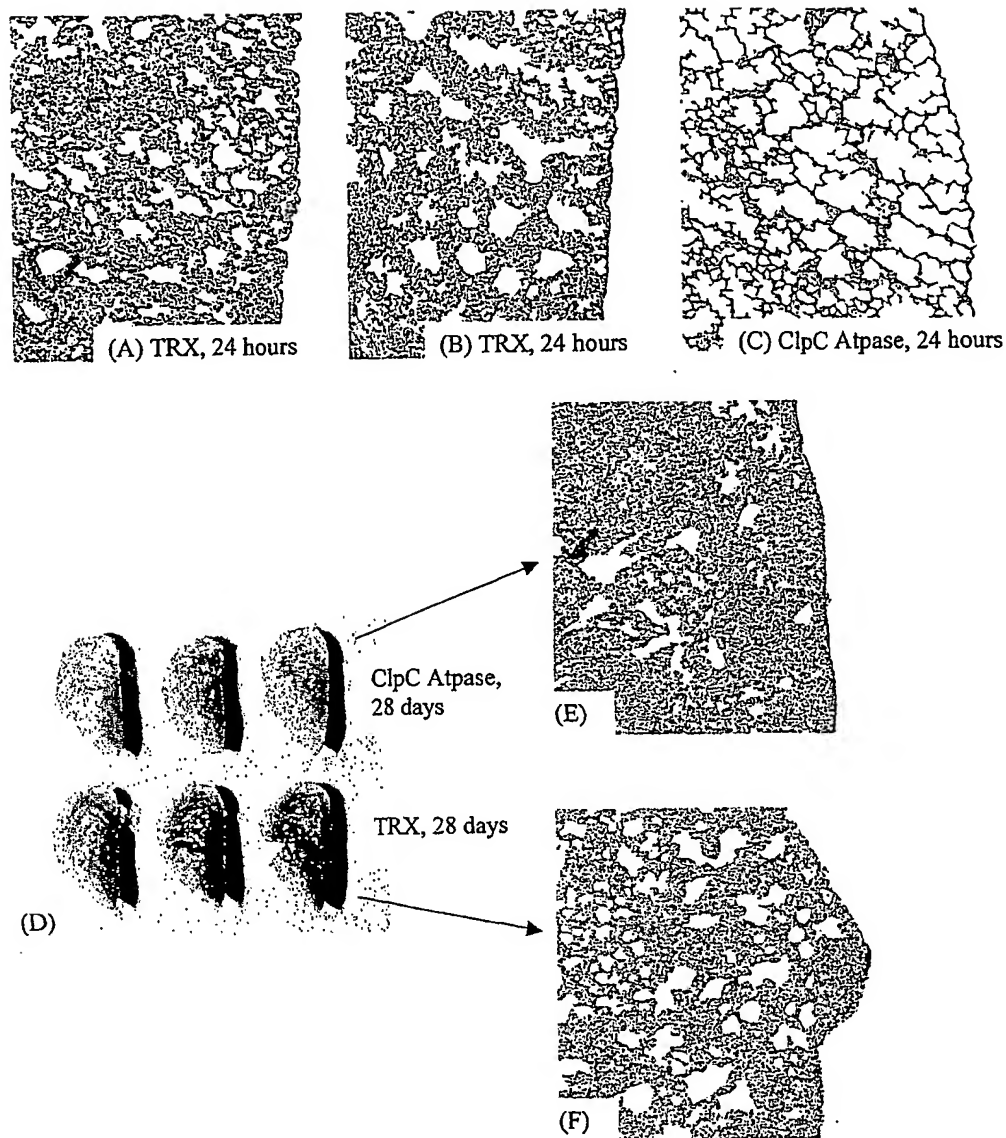 (A) TRX, 24 hours
(B) TRX, 24 hours
(C) ClpC Atpase, 24 hours
ClpC Atpase,
28 days
(E)
TRX, 28 days
(D)
(F)